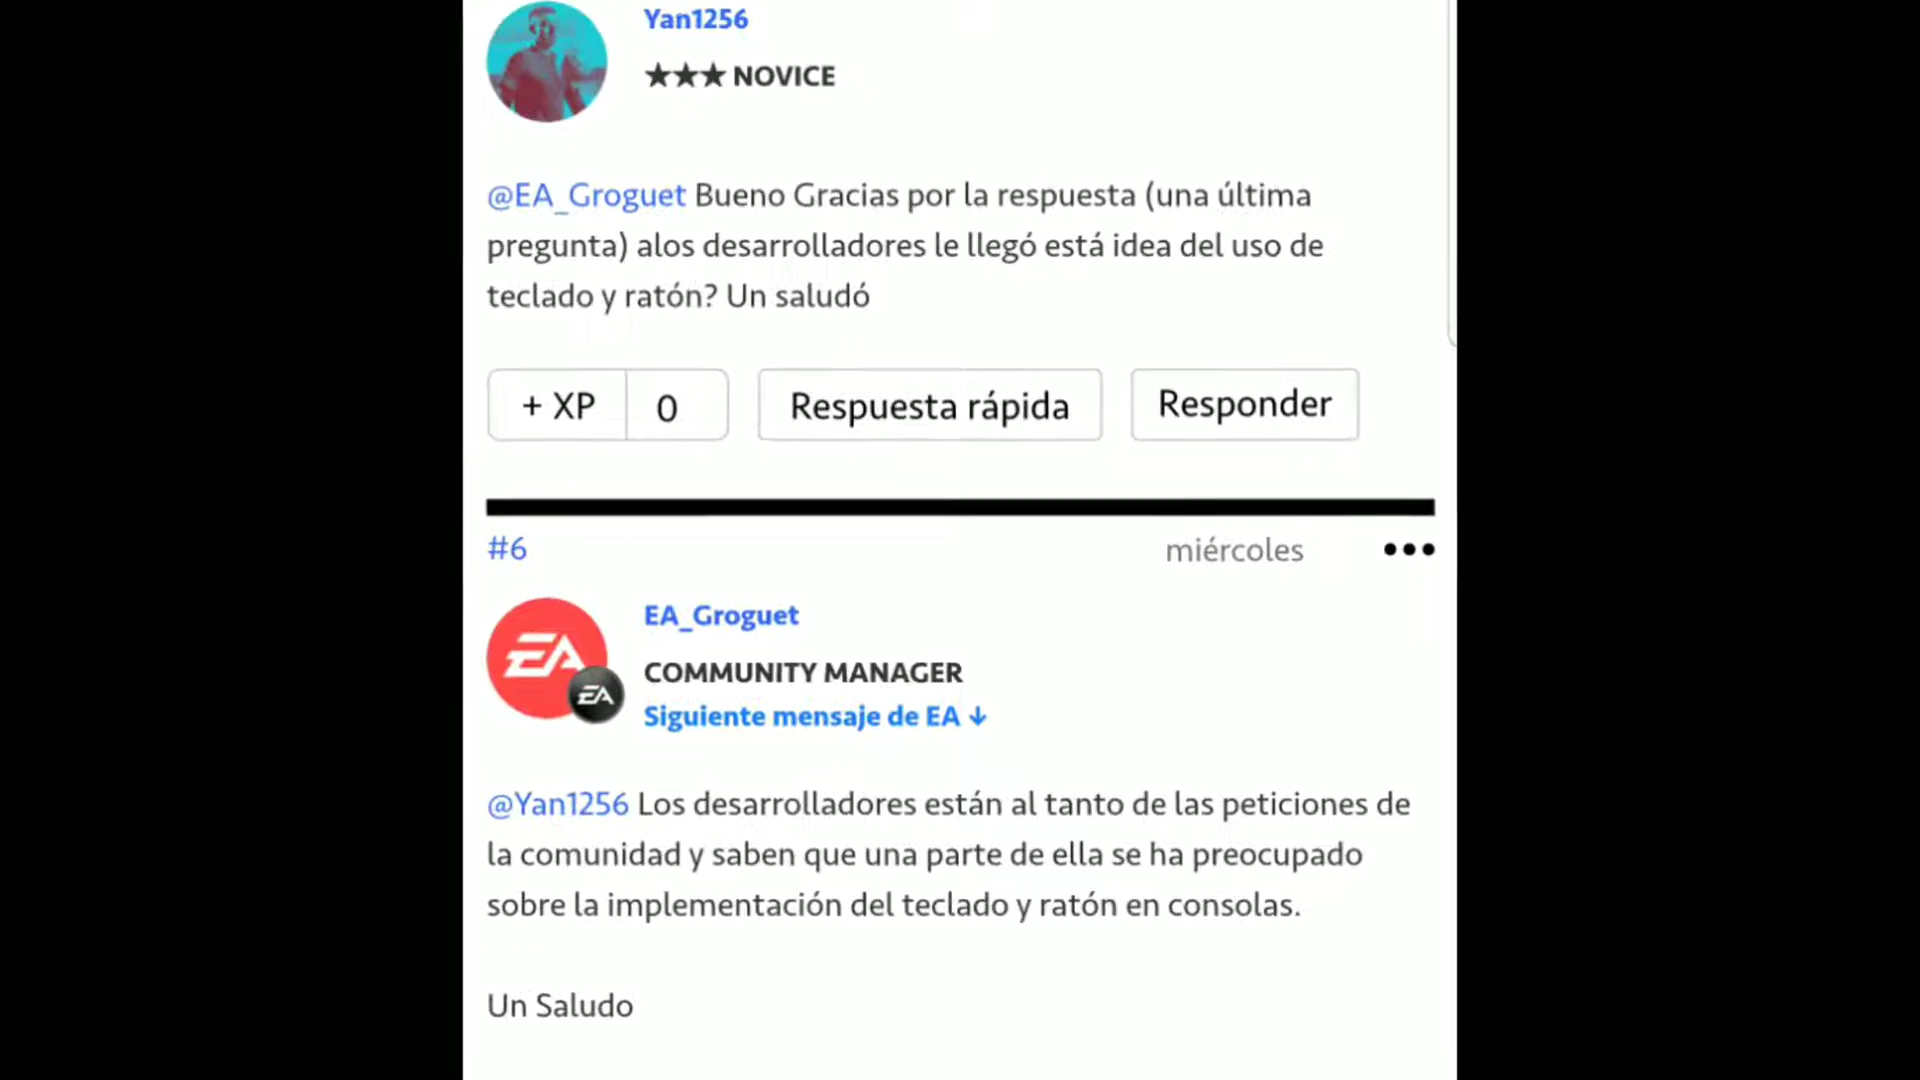 Yan1256
★★★ NOVICE
@EA_Groguet Bueno Gracias por la respuesta (una última
pregunta) alos desarrolladores le llegó está idea del uso de
teclado y ratón? Un saludó
+ XP 0 Respuesta rápida Responder
#6 miércoles •••
EA_Groguet
EA
EA
COMMUNITY MANAGER
Siguiente mensaje de EA ↓
@Yan1256 Los desarrolladores están al tanto de las peticiones de
la comunidad y saben que una parte de ella se ha preocupado
sobre la implementación del teclado y ratón en consolas.
Un Saludo